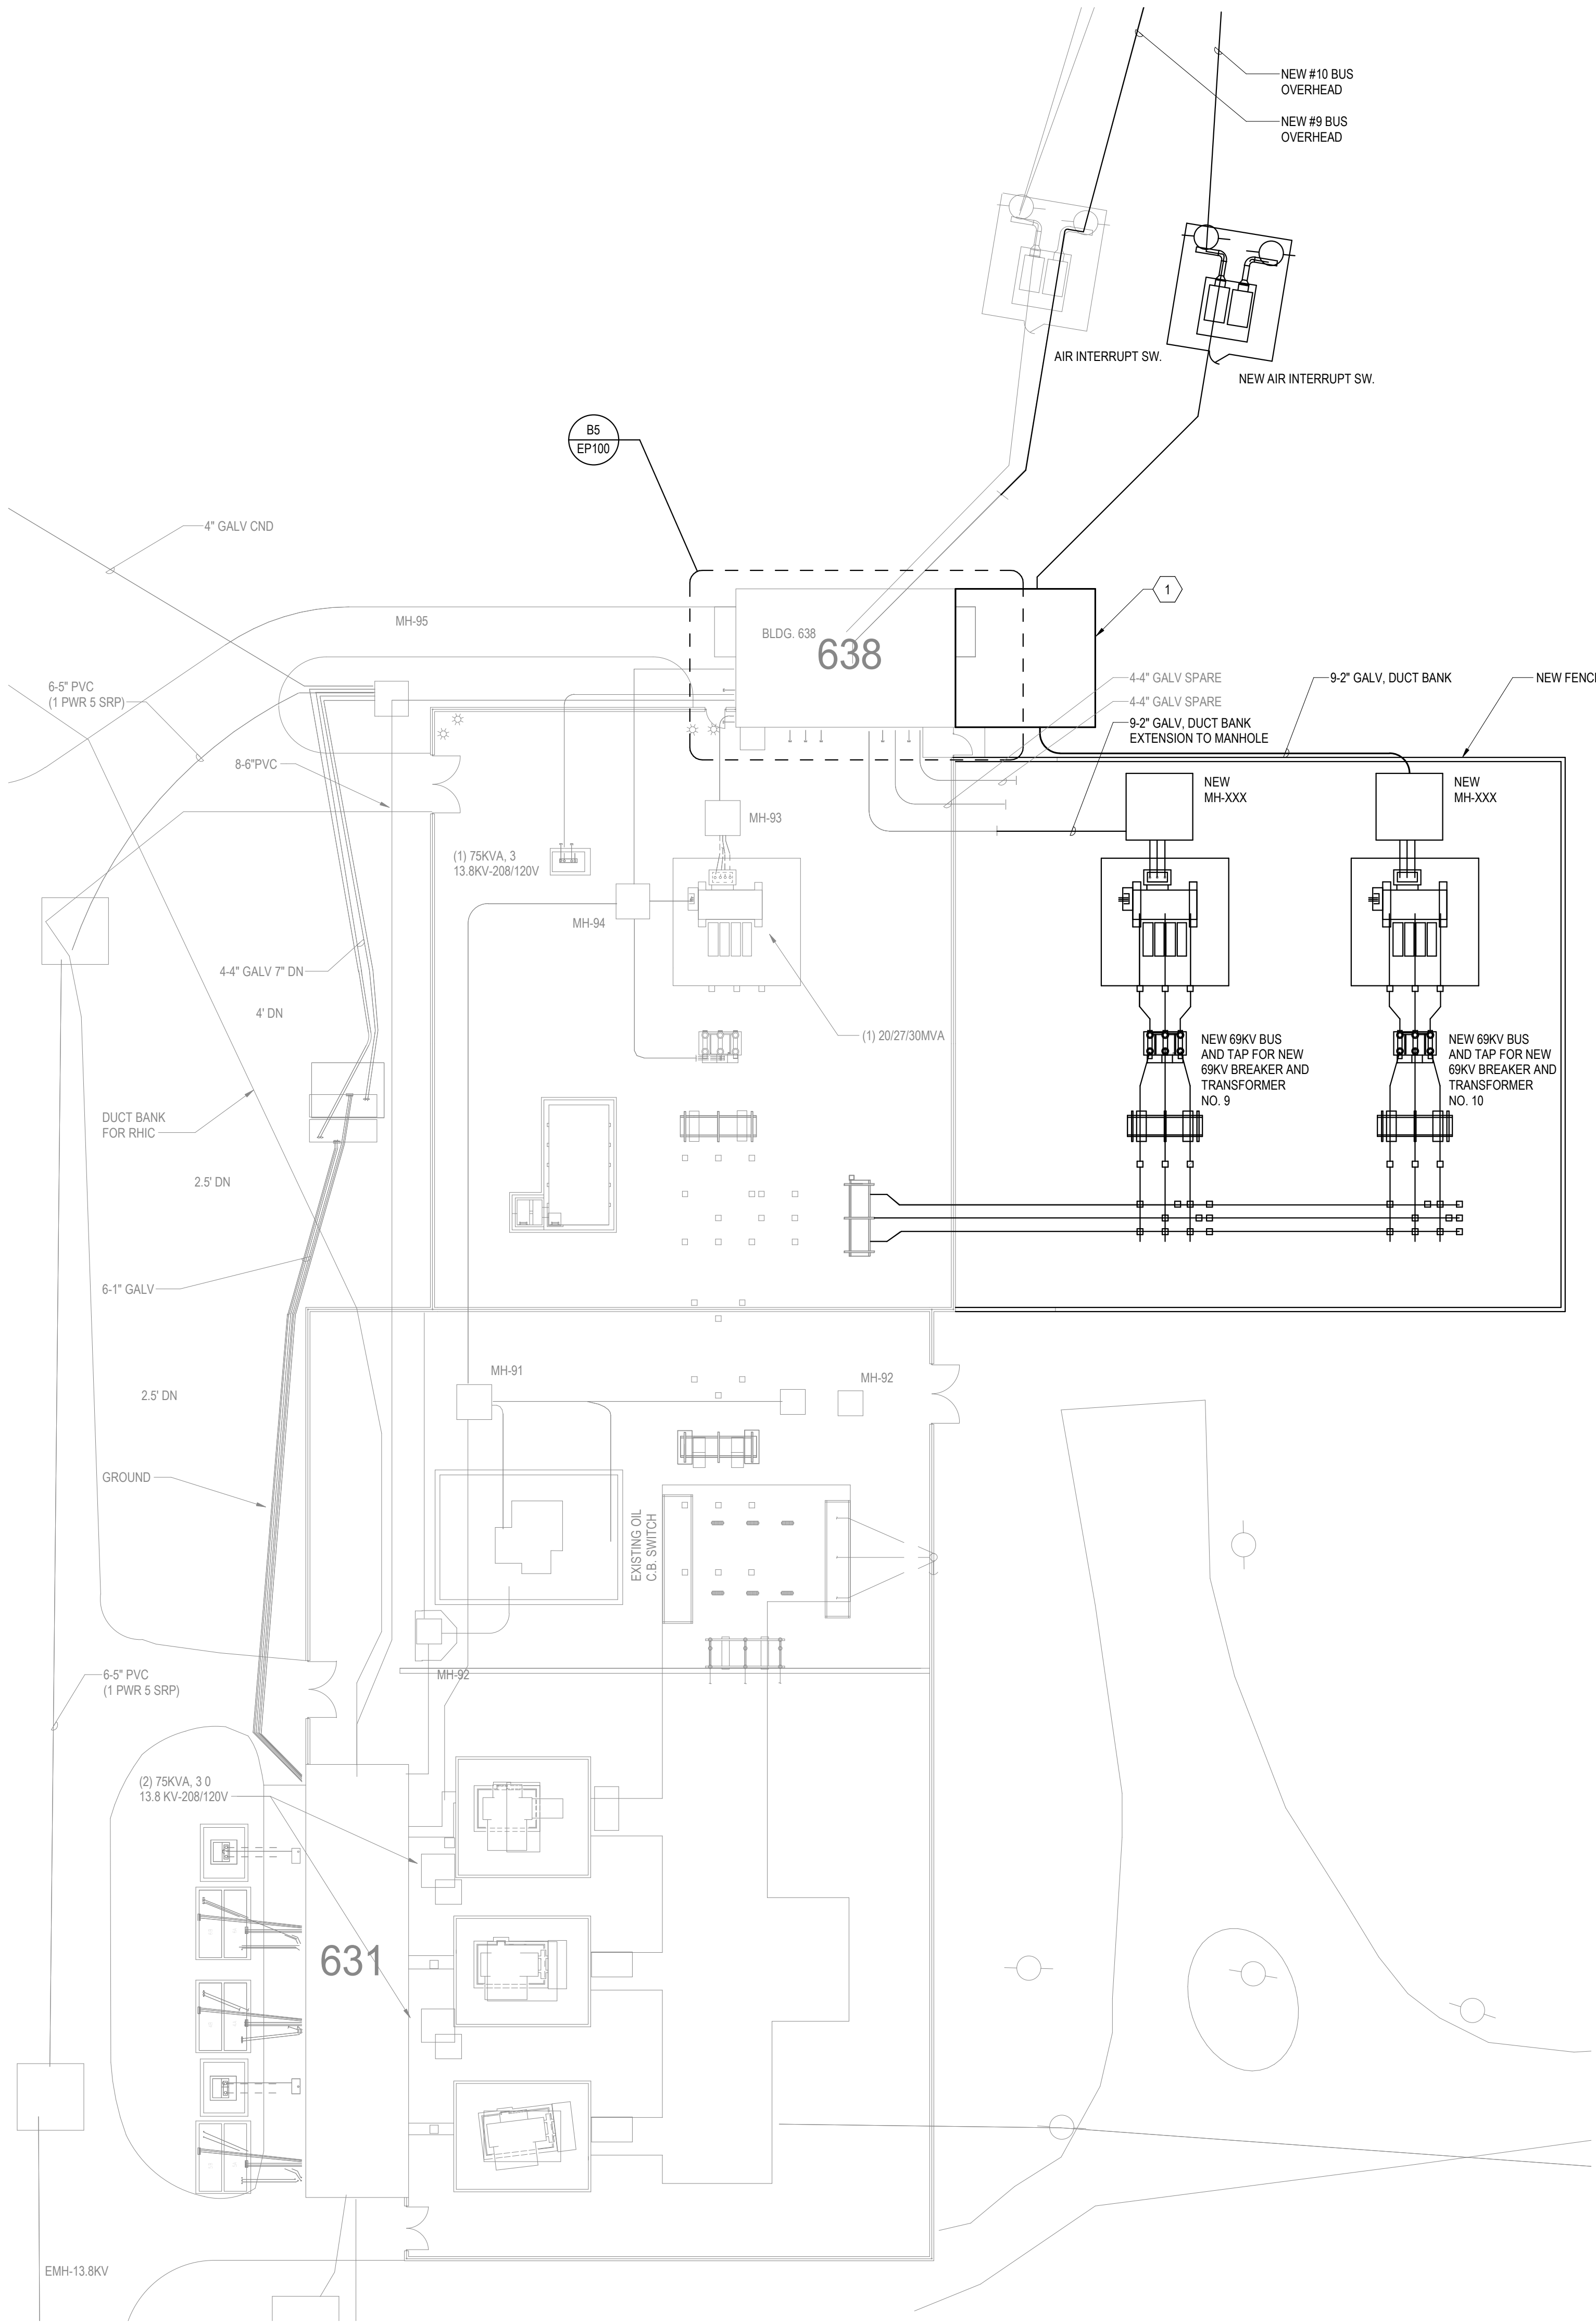 NEW #10 BUS
OVERHEAD
NEW #9 BUS
OVERHEAD
AIR INTERRUPT SW.
NEW AIR INTERRUPT SW.
B5
EP100
4" GALV CND
1
MH-95
BLDG. 638
638
6-5" PVC
(1 PWR 5 SRP)
4-4" GALV SPARE
4-4" GALV SPARE
9-2" GALV, DUCT BANK
EXTENSION TO MANHOLE
9-2" GALV, DUCT BANK
NEW FENCE
8-6"PVC
NEW
MH-XXX
NEW
MH-XXX
MH-93
(1) 75KVA, 3
13.8KV-208/120V
MH-94
4-4" GALV 7" DN
4' DN
(1) 20/27/30MVA
NEW 69KV BUS
AND TAP FOR NEW
69KV BREAKER AND
TRANSFORMER
NO. 9
NEW 69KV BUS
AND TAP FOR NEW
69KV BREAKER AND
TRANSFORMER
NO. 10
DUCT BANK
FOR RHIC
2.5' DN
6-1" GALV
MH-91
MH-92
2.5' DN
GROUND
EXISTING OIL
C.B. SWITCH
6-5" PVC
(1 PWR 5 SRP)
MH-92
(2) 75KVA, 3 0
13.8 KV-208/120V
631
EMH-13.8KV